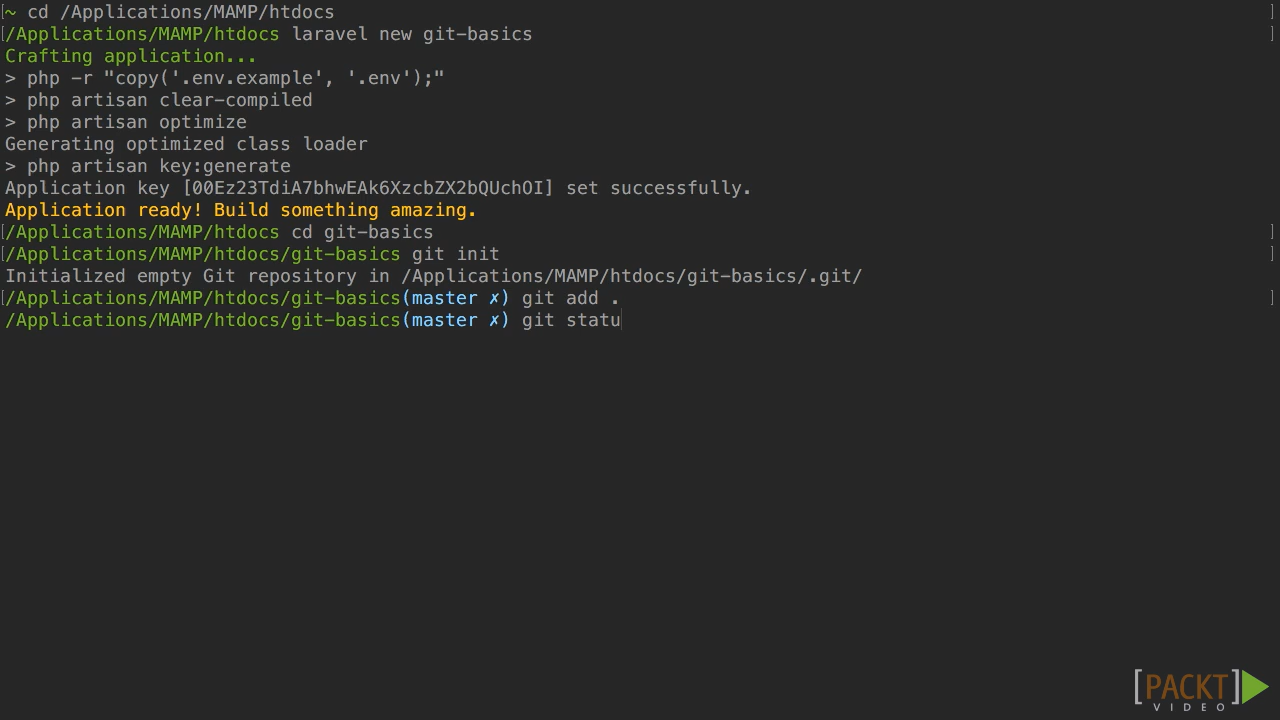 [~ cd /Applications/MAMP/htdocs ]
[/Applications/MAMP/htdocs laravel new git-basics ]
Crafting application...
> php -r "copy('.env.example', '.env');"
> php artisan clear-compiled
> php artisan optimize
Generating optimized class loader
> php artisan key:generate
Application key [00Ez23TdiA7bhwEAk6XzcbZX2bQUchOI] set successfully.
Application ready! Build something amazing.
[/Applications/MAMP/htdocs cd git-basics ]
[/Applications/MAMP/htdocs/git-basics git init ]
Initialized empty Git repository in /Applications/MAMP/htdocs/git-basics/.git/
[/Applications/MAMP/htdocs/git-basics(master ✗) git add . ]
/Applications/MAMP/htdocs/git-basics(master ✗) git statu
[PACKT]
VIDEO